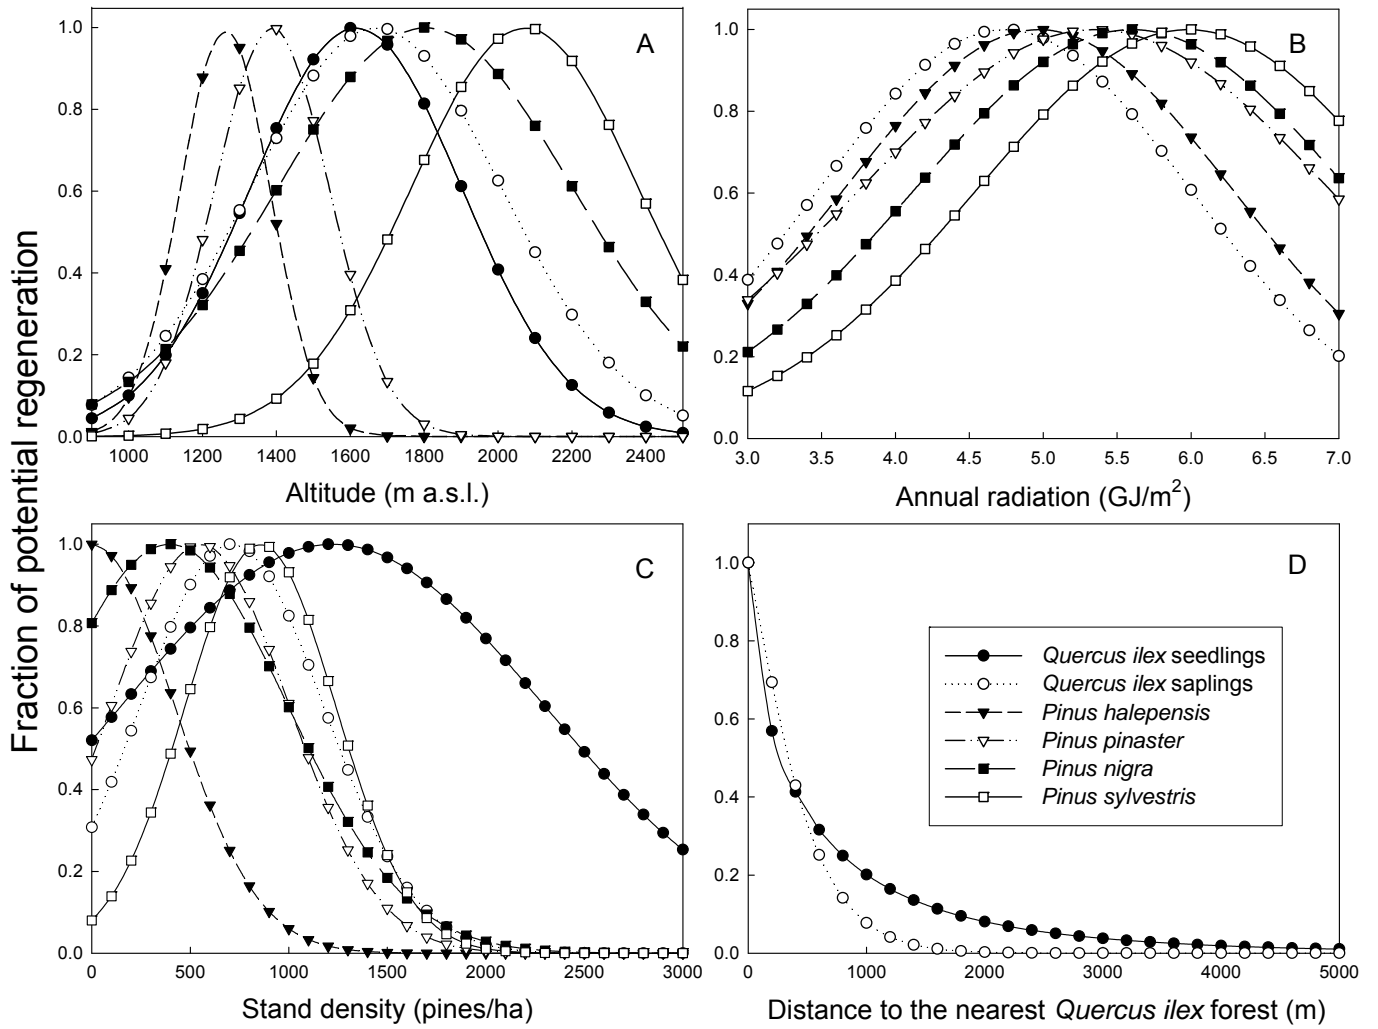 Fraction of potential regeneration
A
1.0
0.8
0.6
0.4
0.2
0.0
1000 1200 1400 1600 1800 2000 2200 2400
Altitude (m a.s.l.)
B
1.0
0.8
0.6
0.4
0.2
0.0
3.0 3.5 4.0 4.5 5.0 5.5 6.0 6.5 7.0
Annual radiation (GJ/m²)
C
1.0
0.8
0.6
0.4
0.2
0.0
0 500 1000 1500 2000 2500 3000
Stand density (pines/ha)
D
1.0
0.8
0.6
0.4
0.2
0.0
Quercus ilex seedlings
Quercus ilex saplings
Pinus halepensis
Pinus pinaster
Pinus nigra
Pinus sylvestris
0 1000 2000 3000 4000 5000
Distance to the nearest Quercus ilex forest (m)